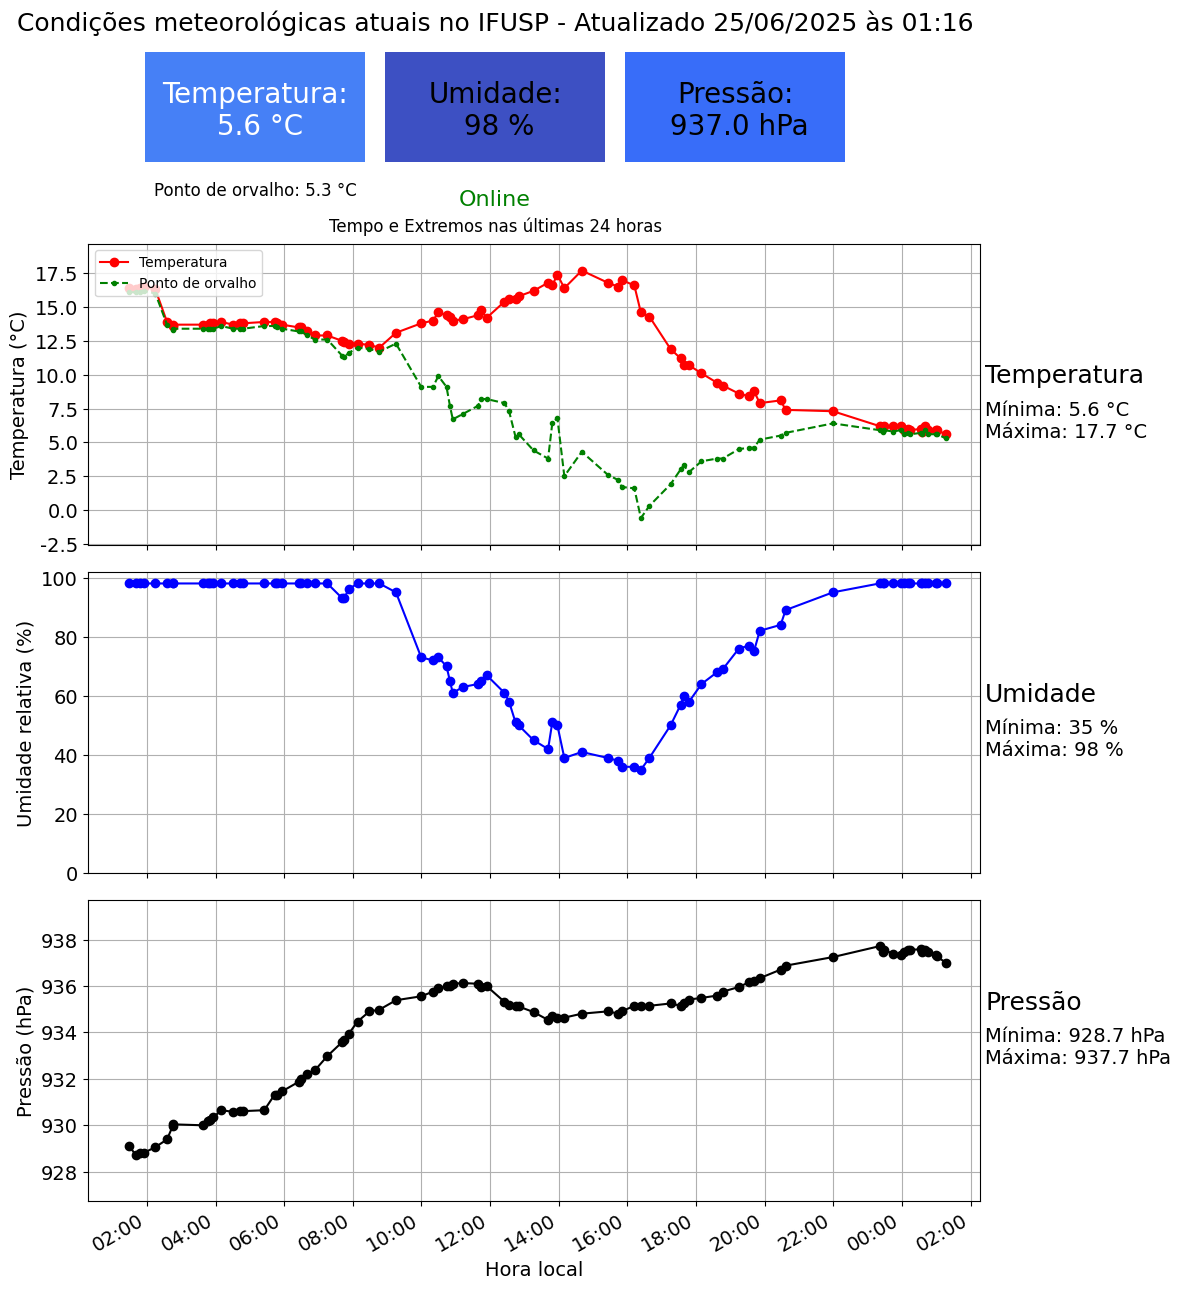 Condições meteorológicas atuais no IFUSP - Atualizado 25/06/2025 às 01:16
Temperatura:
5.6 °C
Umidade:
98 %
Pressão:
937.0 hPa
Ponto de orvalho: 5.3 °C
Online
Tempo e Extremos nas últimas 24 horas
Temperatura
Ponto de orvalho
Temperatura (°C)
17.5
15.0
12.5
10.0
7.5
5.0
2.5
0.0
-2.5
Temperatura
Mínima: 5.6 °C
Máxima: 17.7 °C
Umidade relativa (%)
100
80
60
40
20
0
Umidade
Mínima: 35 %
Máxima: 98 %
Pressão (hPa)
938
936
934
932
930
928
Pressão
Mínima: 928.7 hPa
Máxima: 937.7 hPa
02:00 04:00 06:00 08:00 10:00 12:00 14:00 16:00 18:00 20:00 22:00 00:00 02:00
Hora local